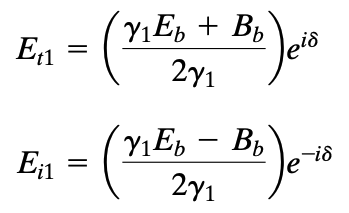 E_{t1} = \left( \frac{\gamma_1 E_b + B_b}{2\gamma_1} \right) e^{i\delta}
E_{i1} = \left( \frac{\gamma_1 E_b - B_b}{2\gamma_1} \right) e^{-i\delta}